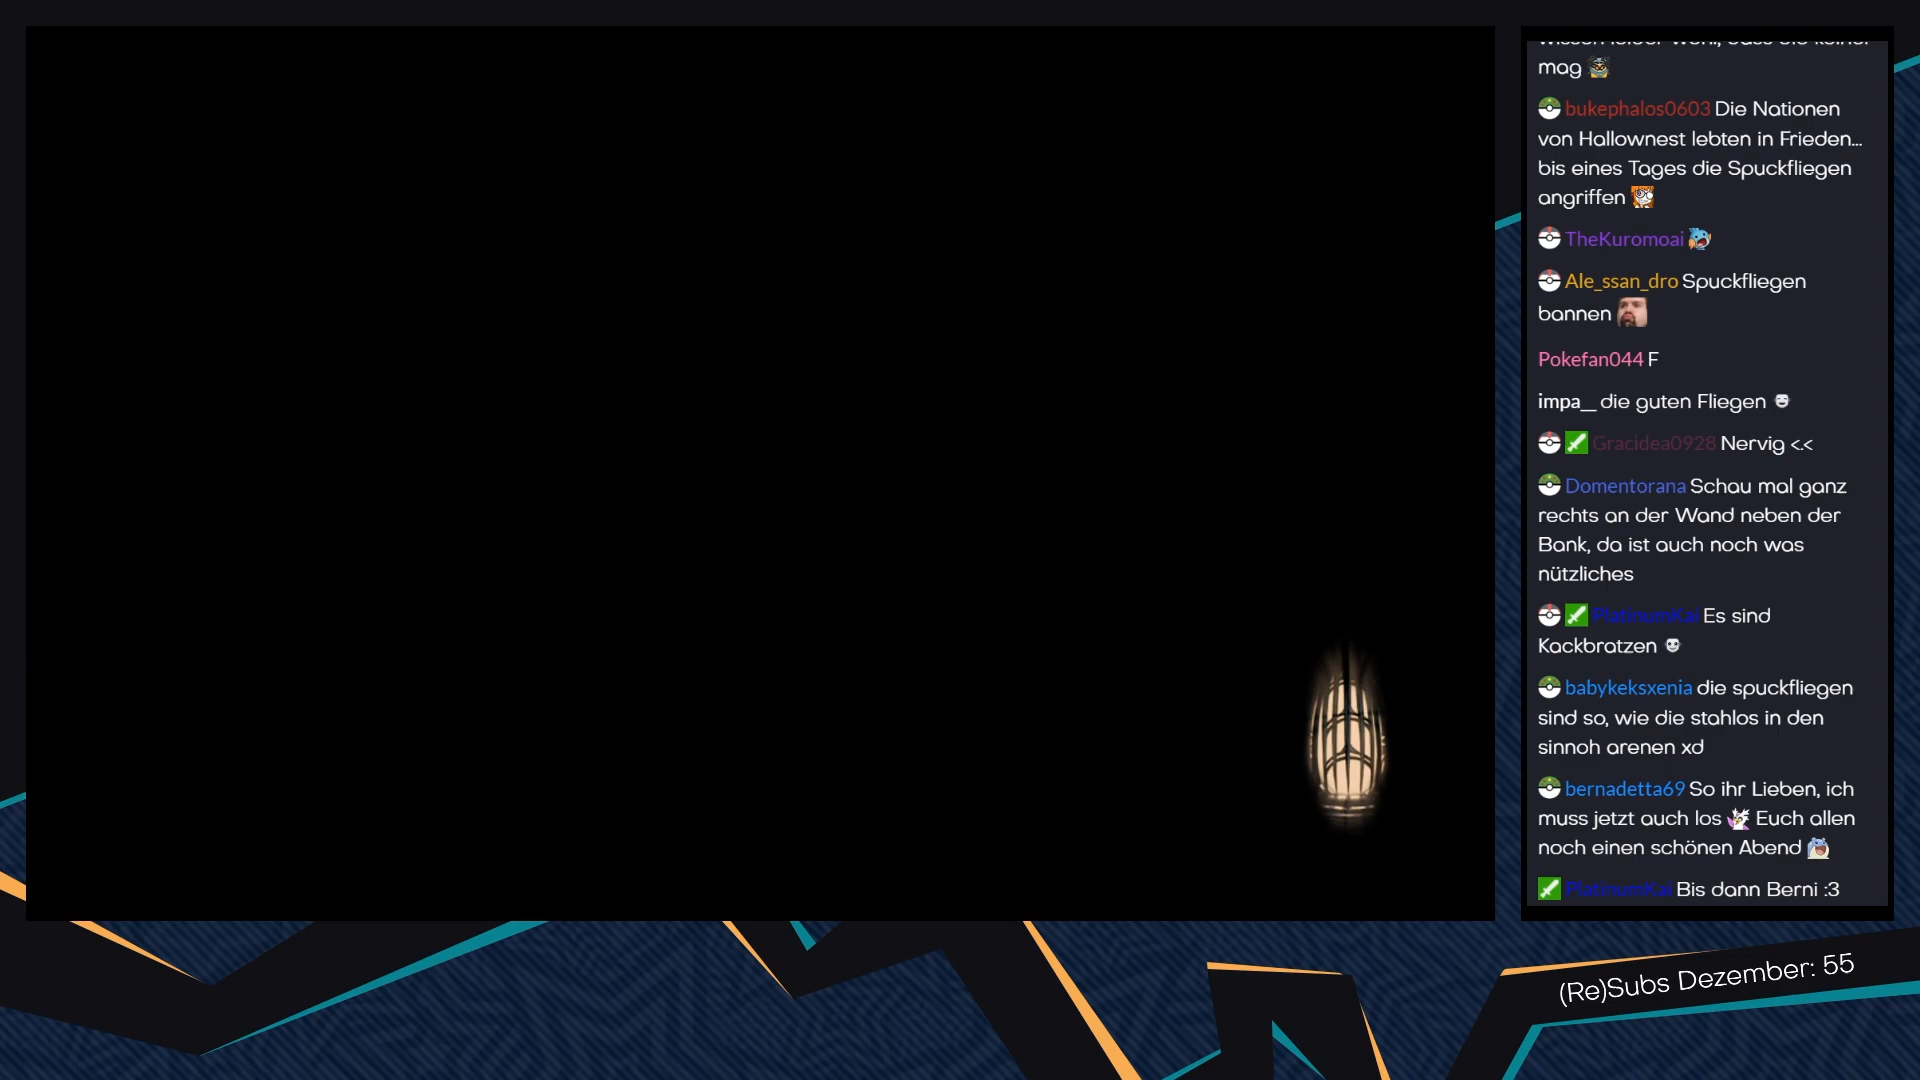 mag
bukephalos0603 Die Nationen
von Hallownest lebten in Frieden...
bis eines Tages die Spuckfliegen
angriffen
TheKuromoai
Ale_ssan_dro Spuckfliegen
bannen
Pokefan044 F
impa__ die guten Fliegen
Gracidea0928 Nervig <.<
Domentorana Schau mal ganz
rechts an der Wand neben der
Bank, da ist auch noch was
nützliches
PlatinumKai Es sind
Kackbratzen
babykeksxenia die spuckfliegen
sind so, wie die stahlos in den
sinnoh arenen xd
bernadetta69 So ihr Lieben, ich
muss jetzt auch los Euch allen
noch einen schönen Abend
PlatinumKai Bis dann Berni :3
(Re)Subs Dezember: 55